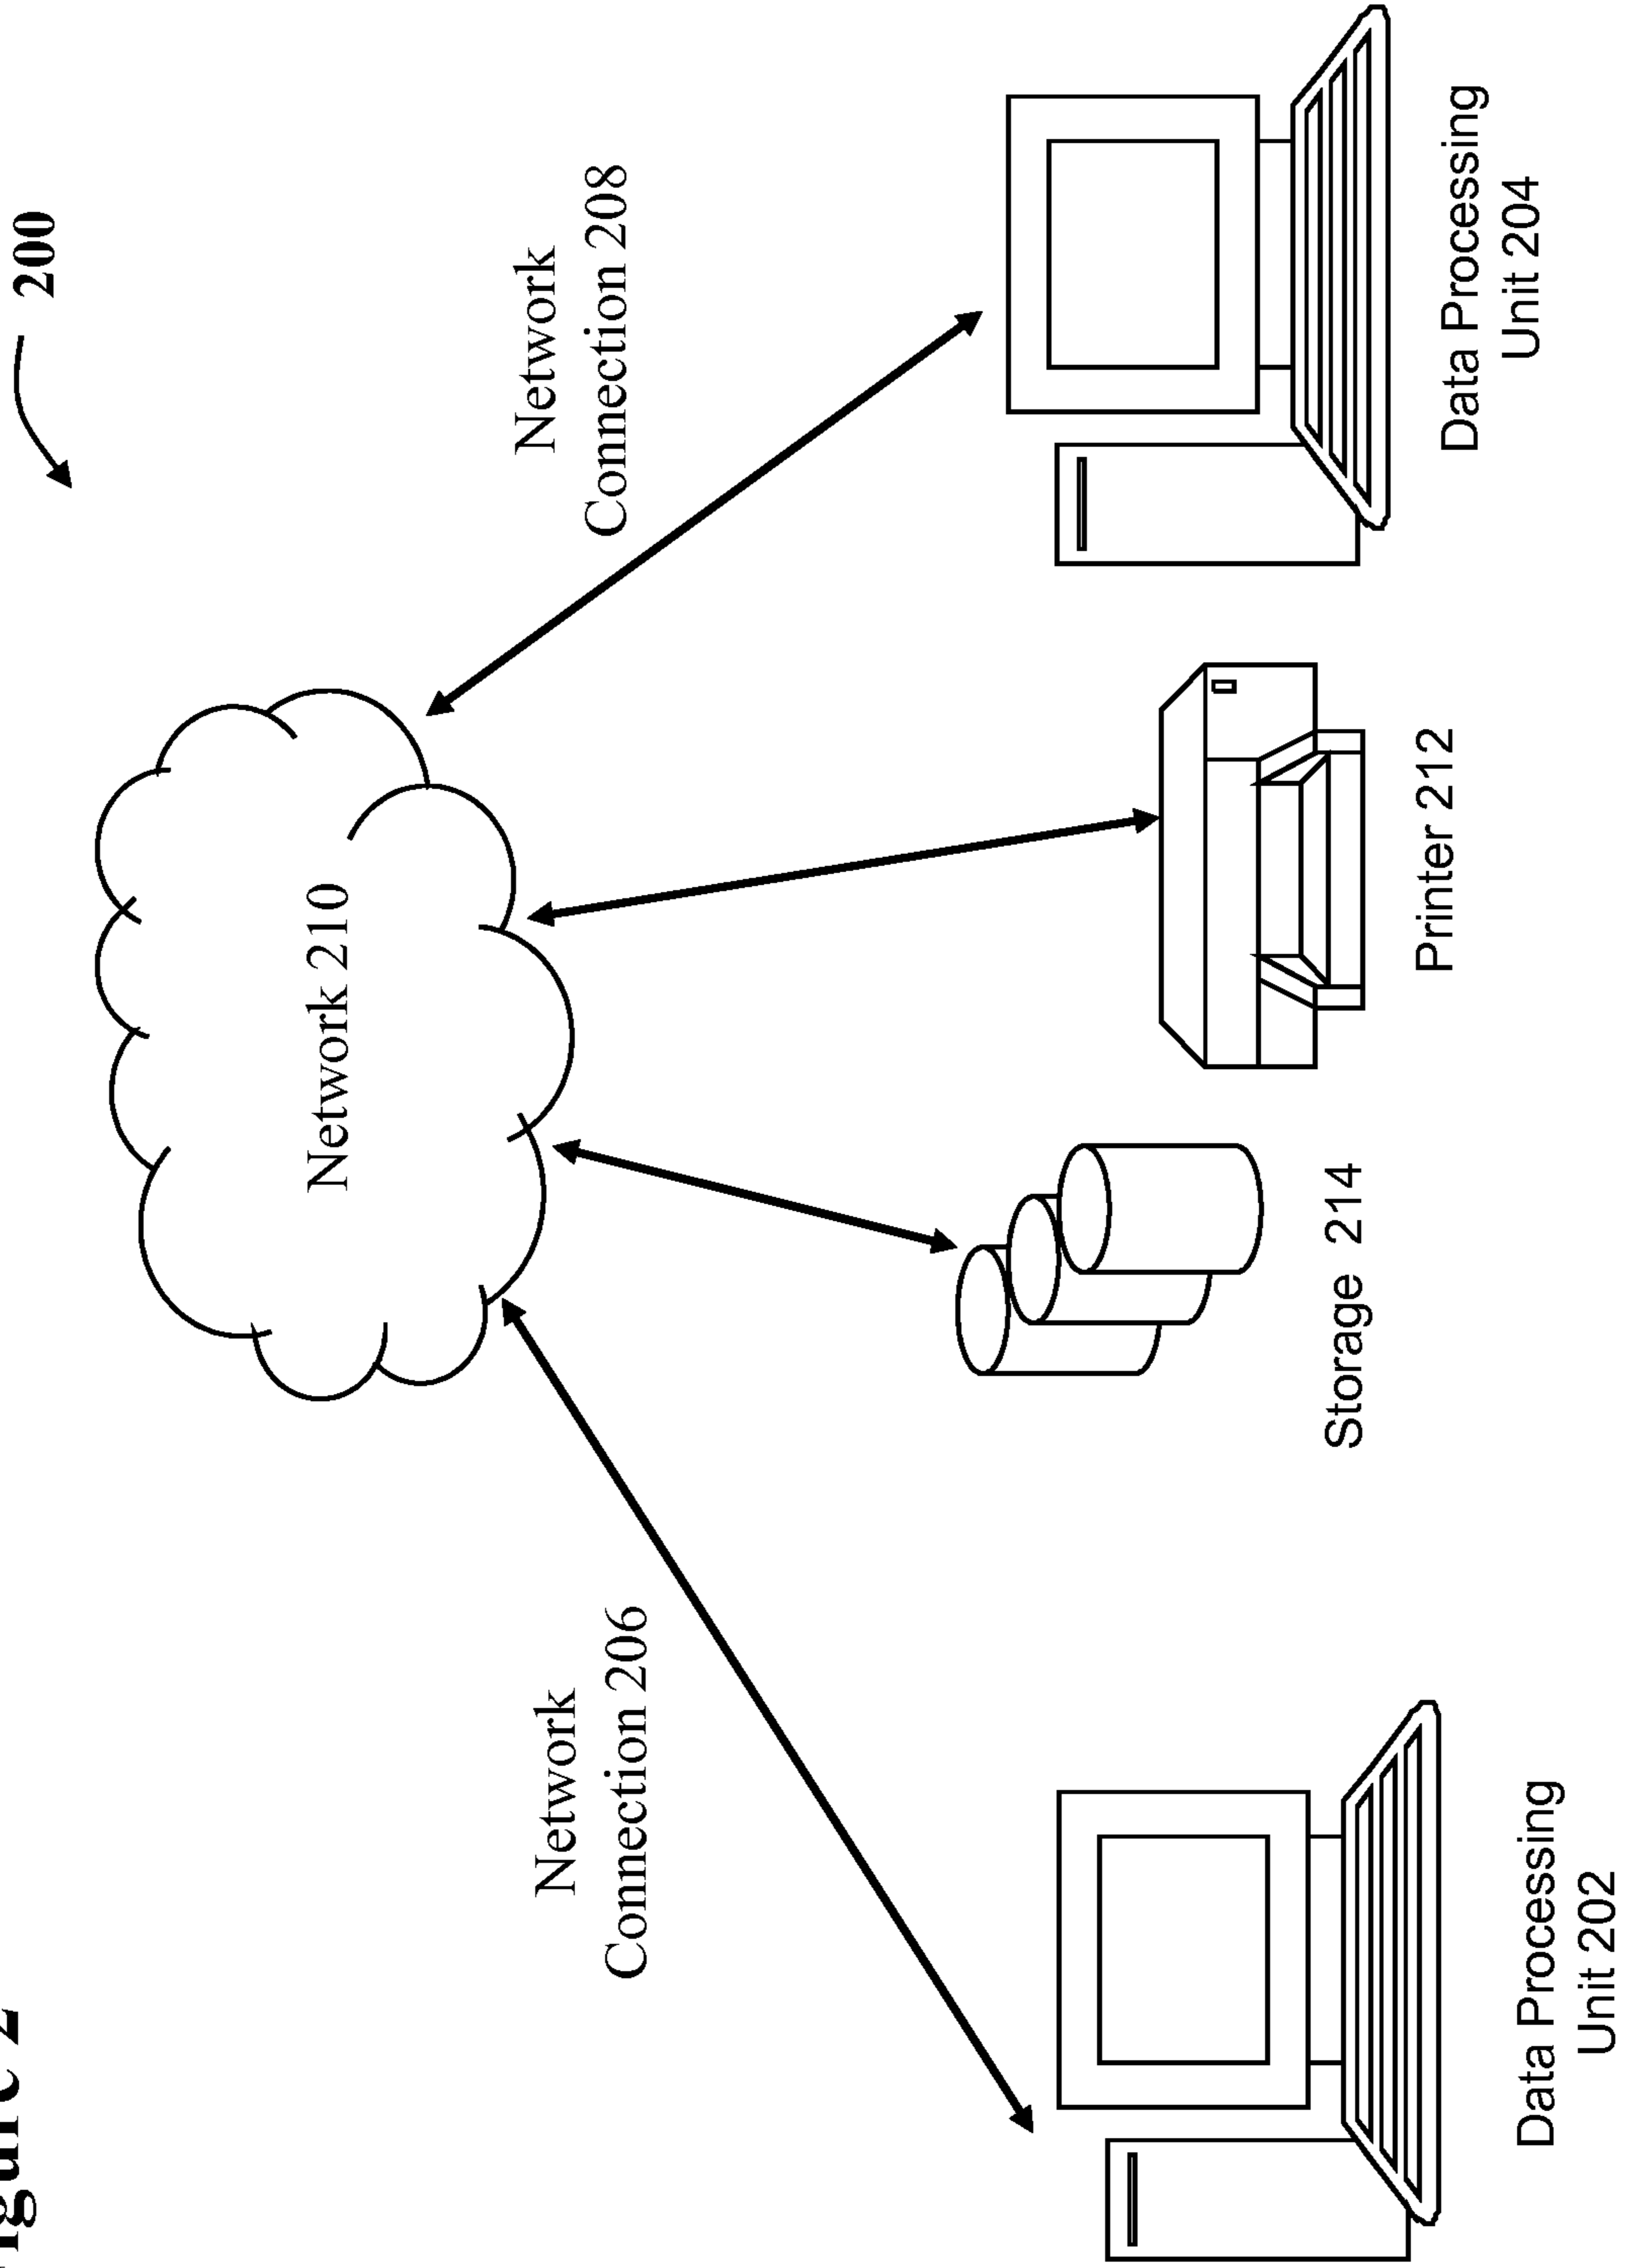 igure 2
200
Network 210
Network
Connection 208
Network
Connection 206
Data Processing
Unit 202
Storage 214
Printer 212
Data Processing
Unit 204